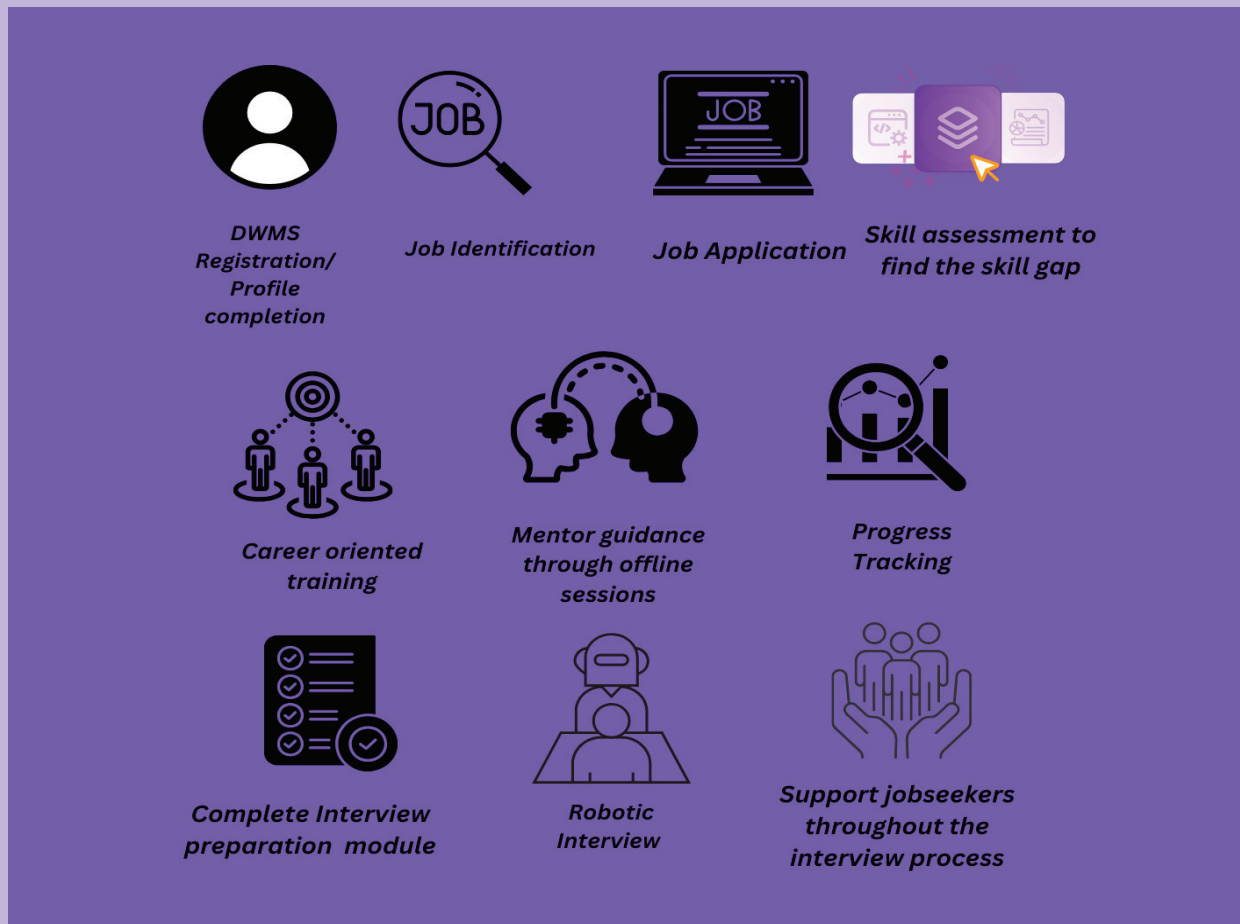 JOB
JOB
</>
DWMS
Registration/
Profile
completion
Job Identification
Job Application
Skill assessment to
find the skill gap
Career oriented
training
Mentor guidance
through offline
sessions
Progress
Tracking
Complete Interview
preparation module
Robotic
Interview
Support jobseekers
throughout the
interview process